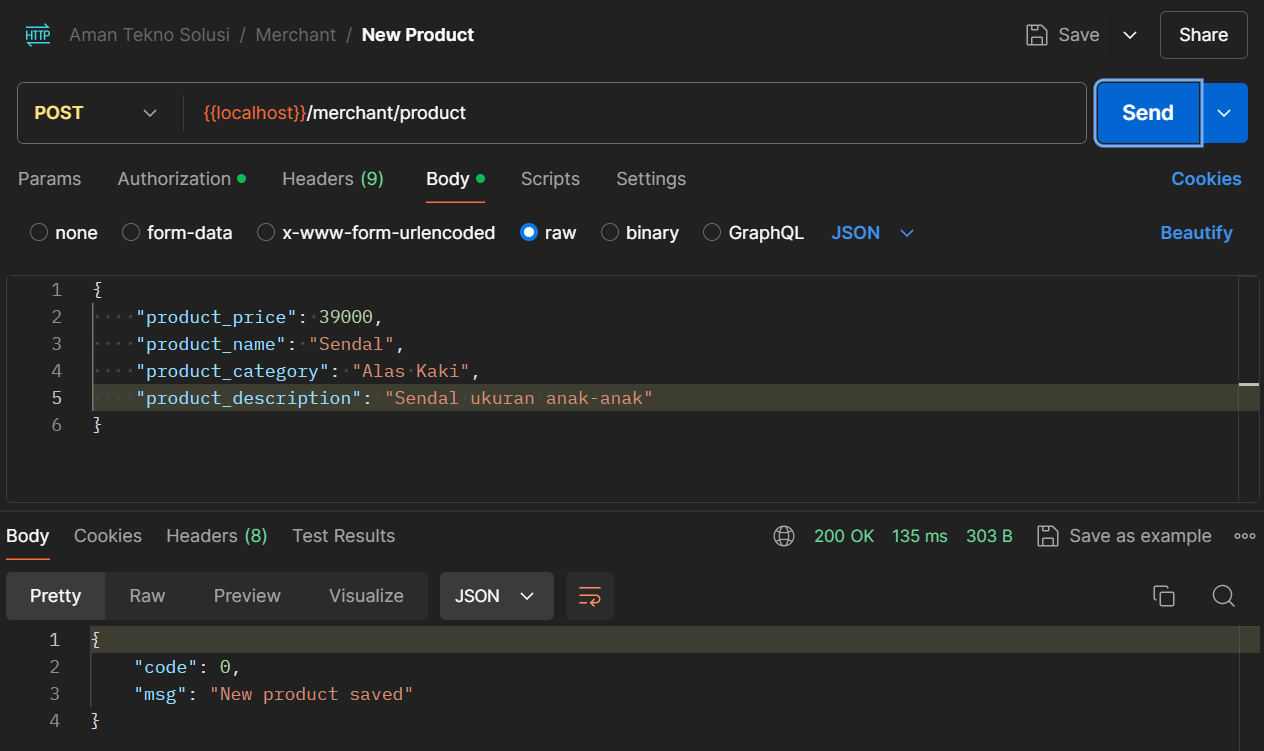 HTTP Aman Tekno Solusi / Merchant / New Product Save Share
POST {{localhost}}/merchant/product Send
Params Authorization Headers (9) Body Scripts Settings Cookies
none form-data x-www-form-urlencoded raw binary GraphQL JSON Beautify
1 {
2 "product_price": 39000,
3 "product_name": "Sendal",
4 "product_category": "Alas Kaki",
5 "product_description": "Sendal ukuran anak-anak"
6 }
Body Cookies Headers (8) Test Results 200 OK 135 ms 303 B Save as example
Pretty Raw Preview Visualize JSON
1 {
2 "code": 0,
3 "msg": "New product saved"
4 }